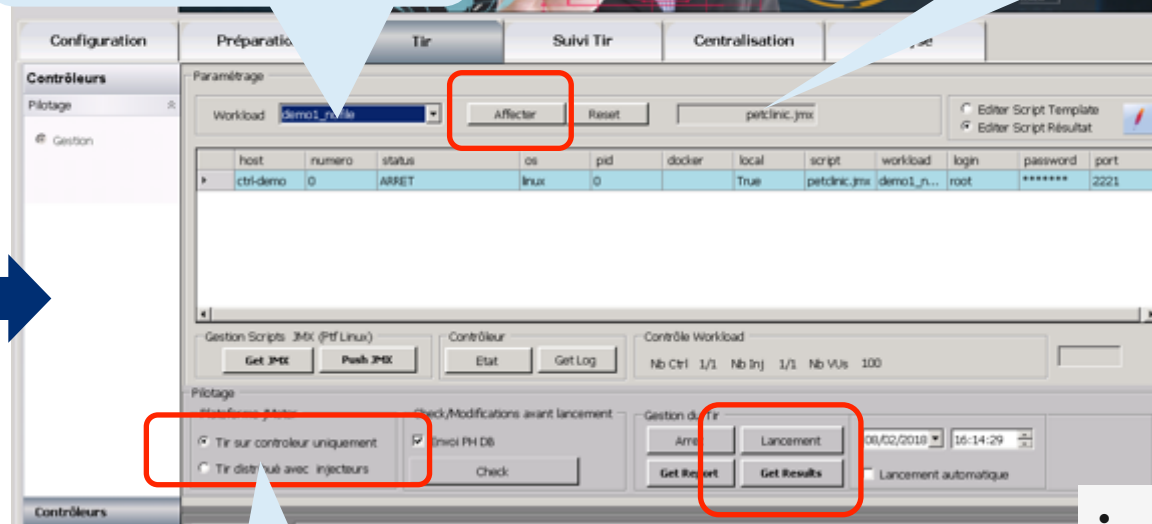 Configuration Préparatio Tir Suivi Tir Centralisation
Contrôleurs
Pilotage
Gestion
Paramétrage
Workload Affecter Reset petclinic.jmx
Editer Script Template
Editer Script Résultat
host numero status os pid docker local script workload login password port
ctrl-demo 0 ARRET linux 0 True petclinic.jmx demo1_n... root ******* 2221
Gestion Scripts JMX (Ptf Linux) Contrôleur Contrôle Workload
Get JMX Push JMX Etat Get Log Nb Ctrl 1/1 Nb Inj 1/1 Nb VUs 100
Pilotage
Check/Modifications avant lancement Gestion du Tir
Tir sur controleur uniquement Envoi PH DB Arret Lancement 08/02/2018 16:14:29
Tir distribué avec injecteurs Check Get Report Get Results Lancement automatique
Contrôleurs